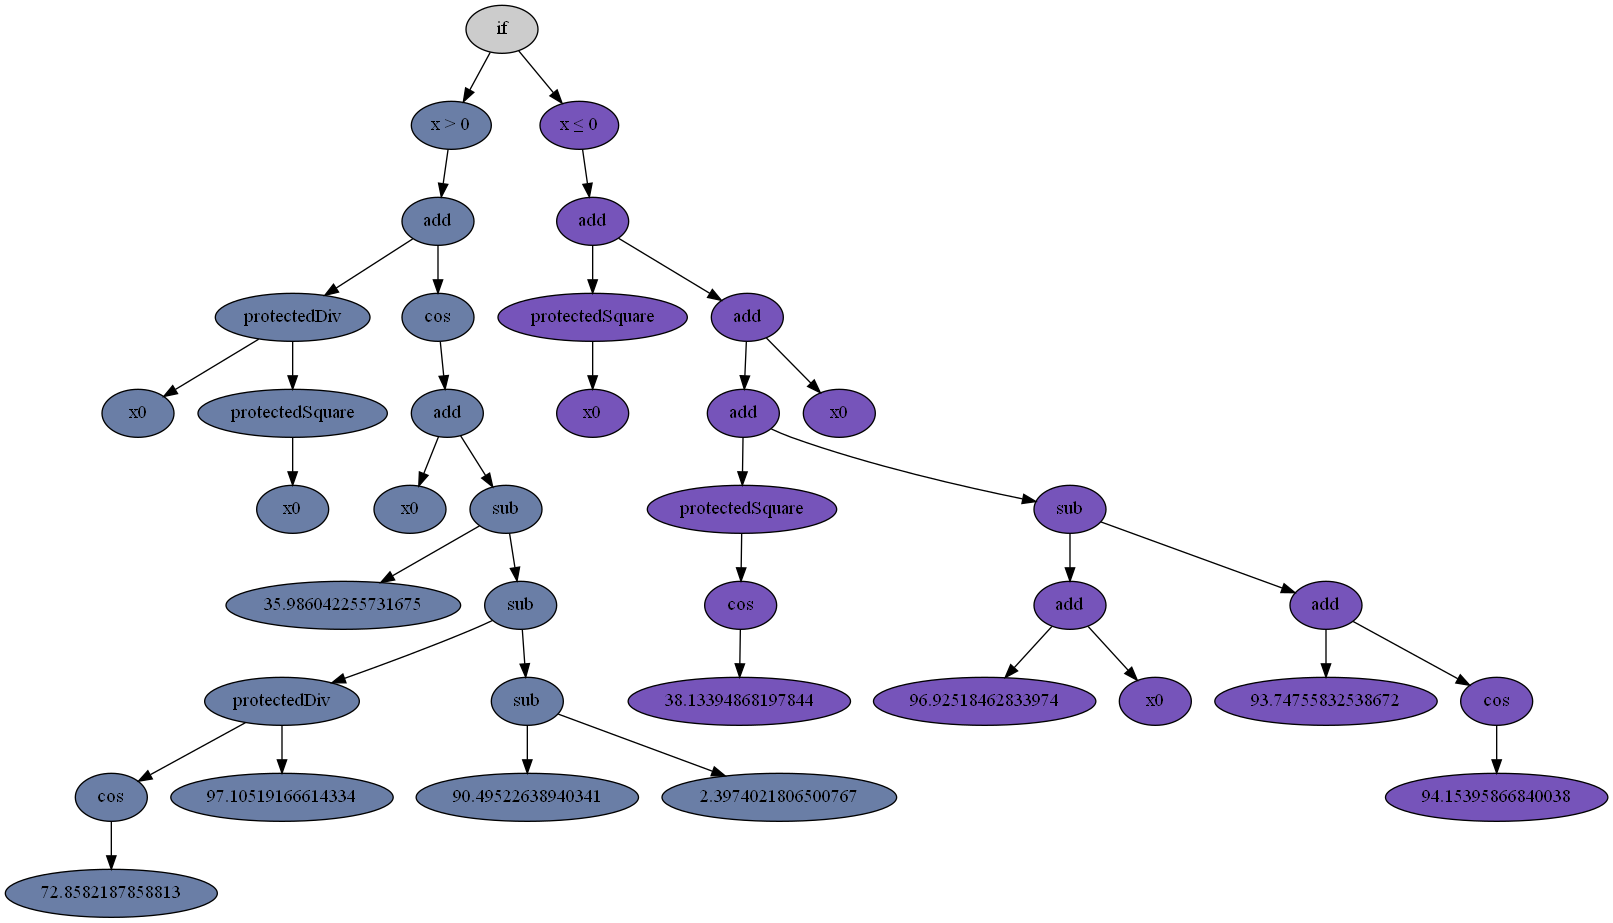 if
x > 0
x ≤ 0
add
add
protectedDiv
cos
protectedSquare
add
x0
protectedSquare
add
x0
add
x0
x0
x0
sub
protectedSquare
sub
35.986042255731675
sub
cos
add
add
protectedDiv
sub
38.13394868197844
96.92518462833974
x0
93.74755832538672
cos
cos
97.10519166614334
90.49522638940341
2.3974021806500767
94.15395866840038
72.8582187858813